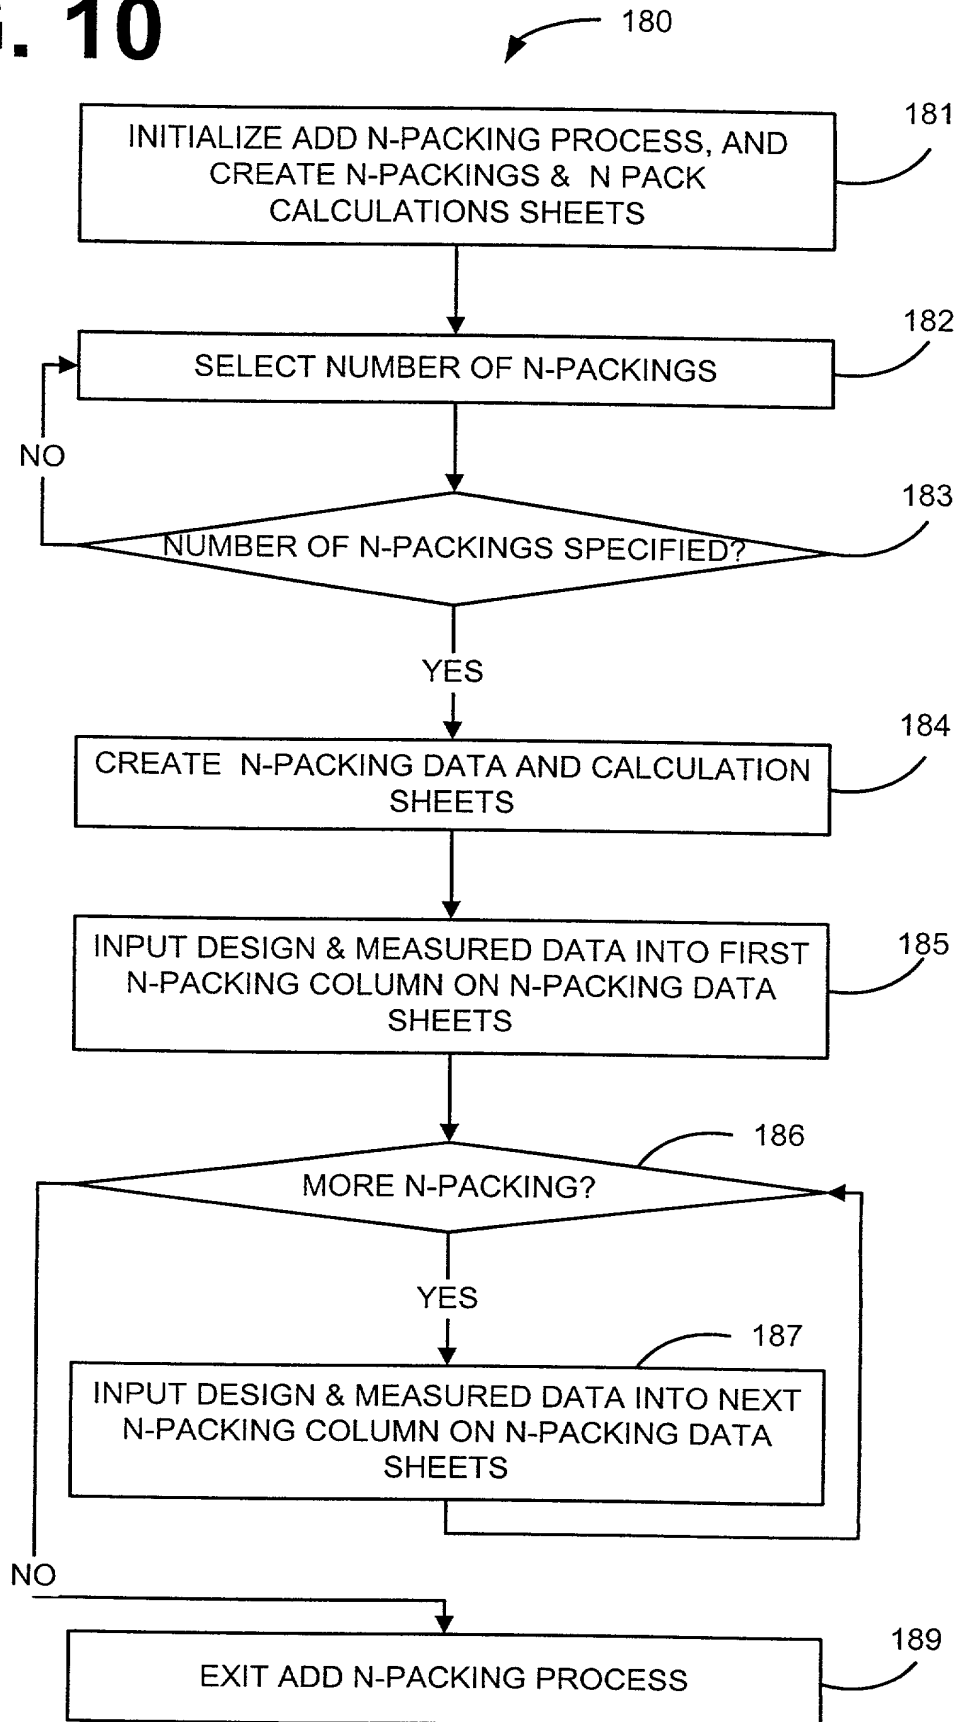 . 10
180
INITIALIZE ADD N-PACKING PROCESS, AND
CREATE N-PACKINGS & N PACK
CALCULATIONS SHEETS
181
SELECT NUMBER OF N-PACKINGS
182
NO
NUMBER OF N-PACKINGS SPECIFIED?
183
YES
CREATE N-PACKING DATA AND CALCULATION
SHEETS
184
INPUT DESIGN & MEASURED DATA INTO FIRST
N-PACKING COLUMN ON N-PACKING DATA
SHEETS
185
MORE N-PACKING?
186
YES
187
INPUT DESIGN & MEASURED DATA INTO NEXT
N-PACKING COLUMN ON N-PACKING DATA
SHEETS
NO
EXIT ADD N-PACKING PROCESS
189